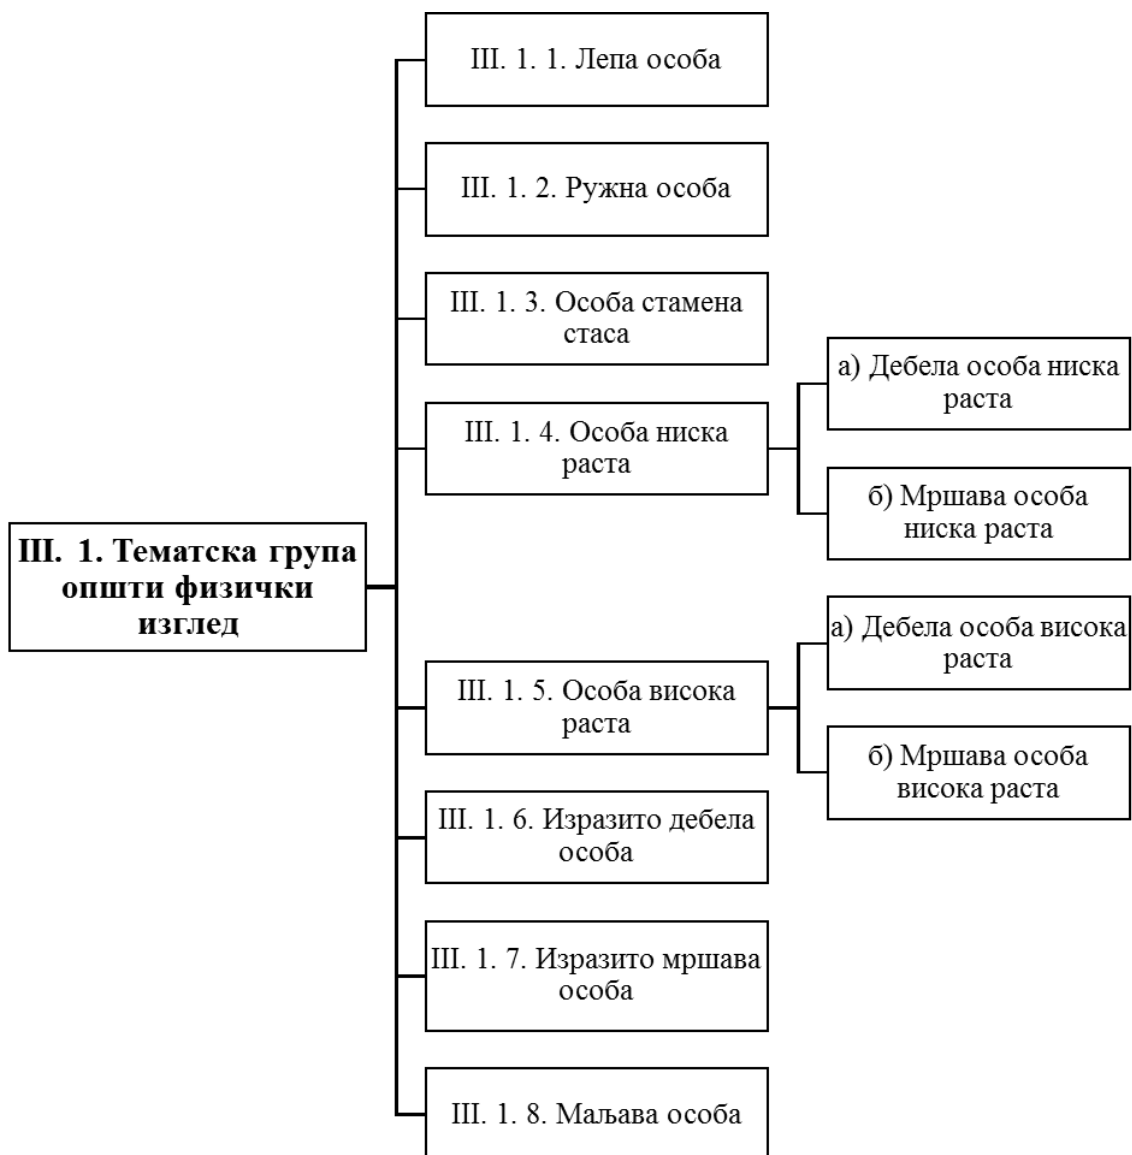 III. 1. Тематска група
општи физички
изглед
III. 1. 1. Лепа особа
III. 1. 2. Ружна особа
III. 1. 3. Особа стамена
стаса
III. 1. 4. Особа ниска
раста
а) Дебела особа ниска
раста
б) Мршава особа
ниска раста
III. 1. 5. Особа висока
раста
а) Дебела особа висока
раста
б) Мршава особа
висока раста
III. 1. 6. Изразито дебела
особа
III. 1. 7. Изразито мршава
особа
III. 1. 8. Маљава особа